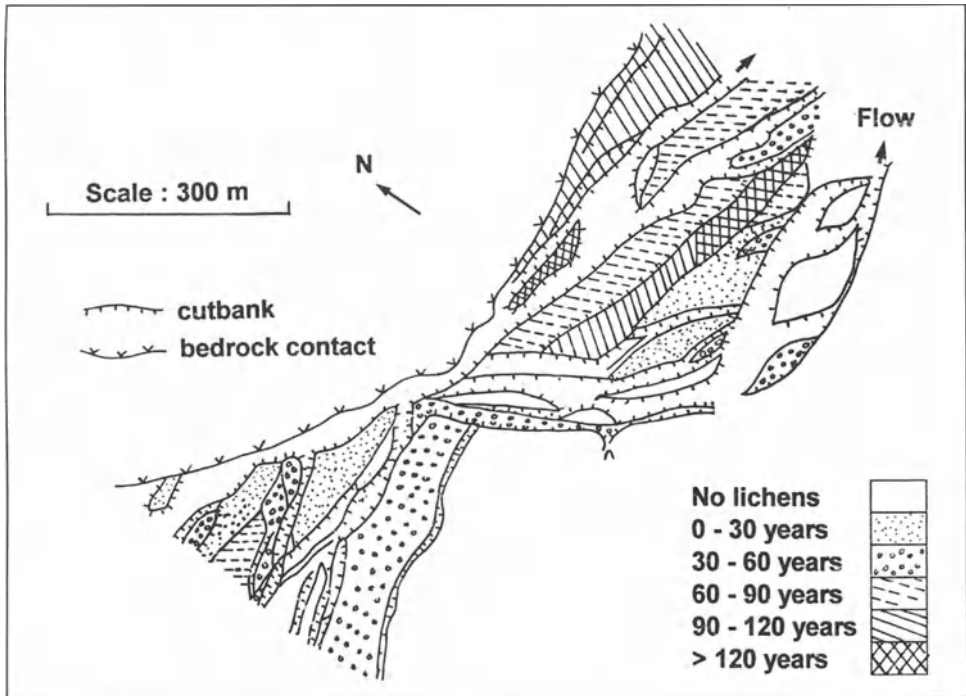 Flow
N
Scale : 300 m
cutbank
bedrock contact
No lichens
0 - 30 years
30 - 60 years
60 - 90 years
90 - 120 years
> 120 years